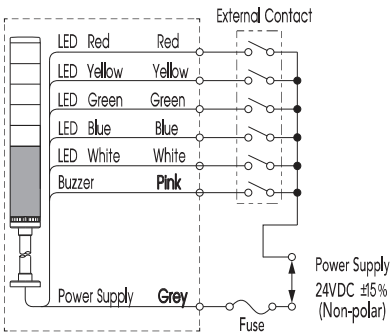 External Contact
LED Red Red
LED Yellow Yellow
LED Green Green
LED Blue Blue
LED White White
Buzzer Pink
Power Supply Grey
Fuse
Power Supply
24VDC ±15%
(Non-polar)